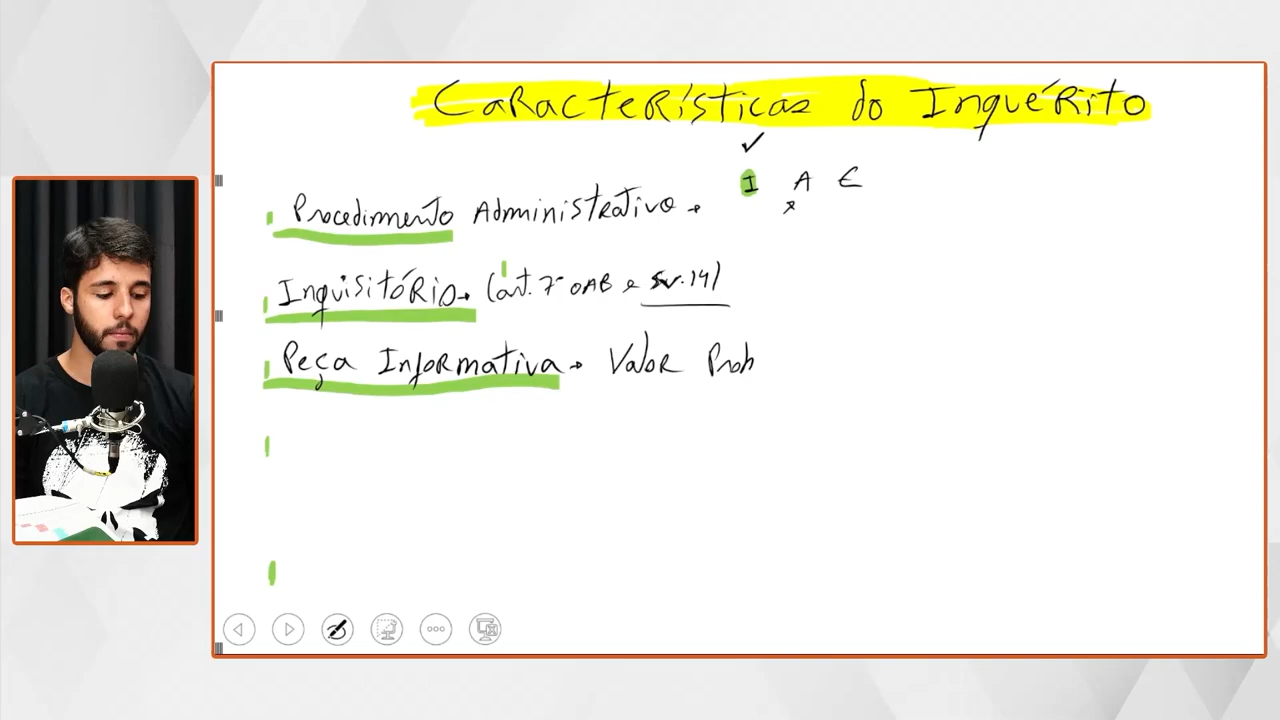 Características do Inquérito
I A E
Procedimento Administrativo
Inquisitório (art. 7º OAB e SV.14)
Peça Informativa Valor Prob